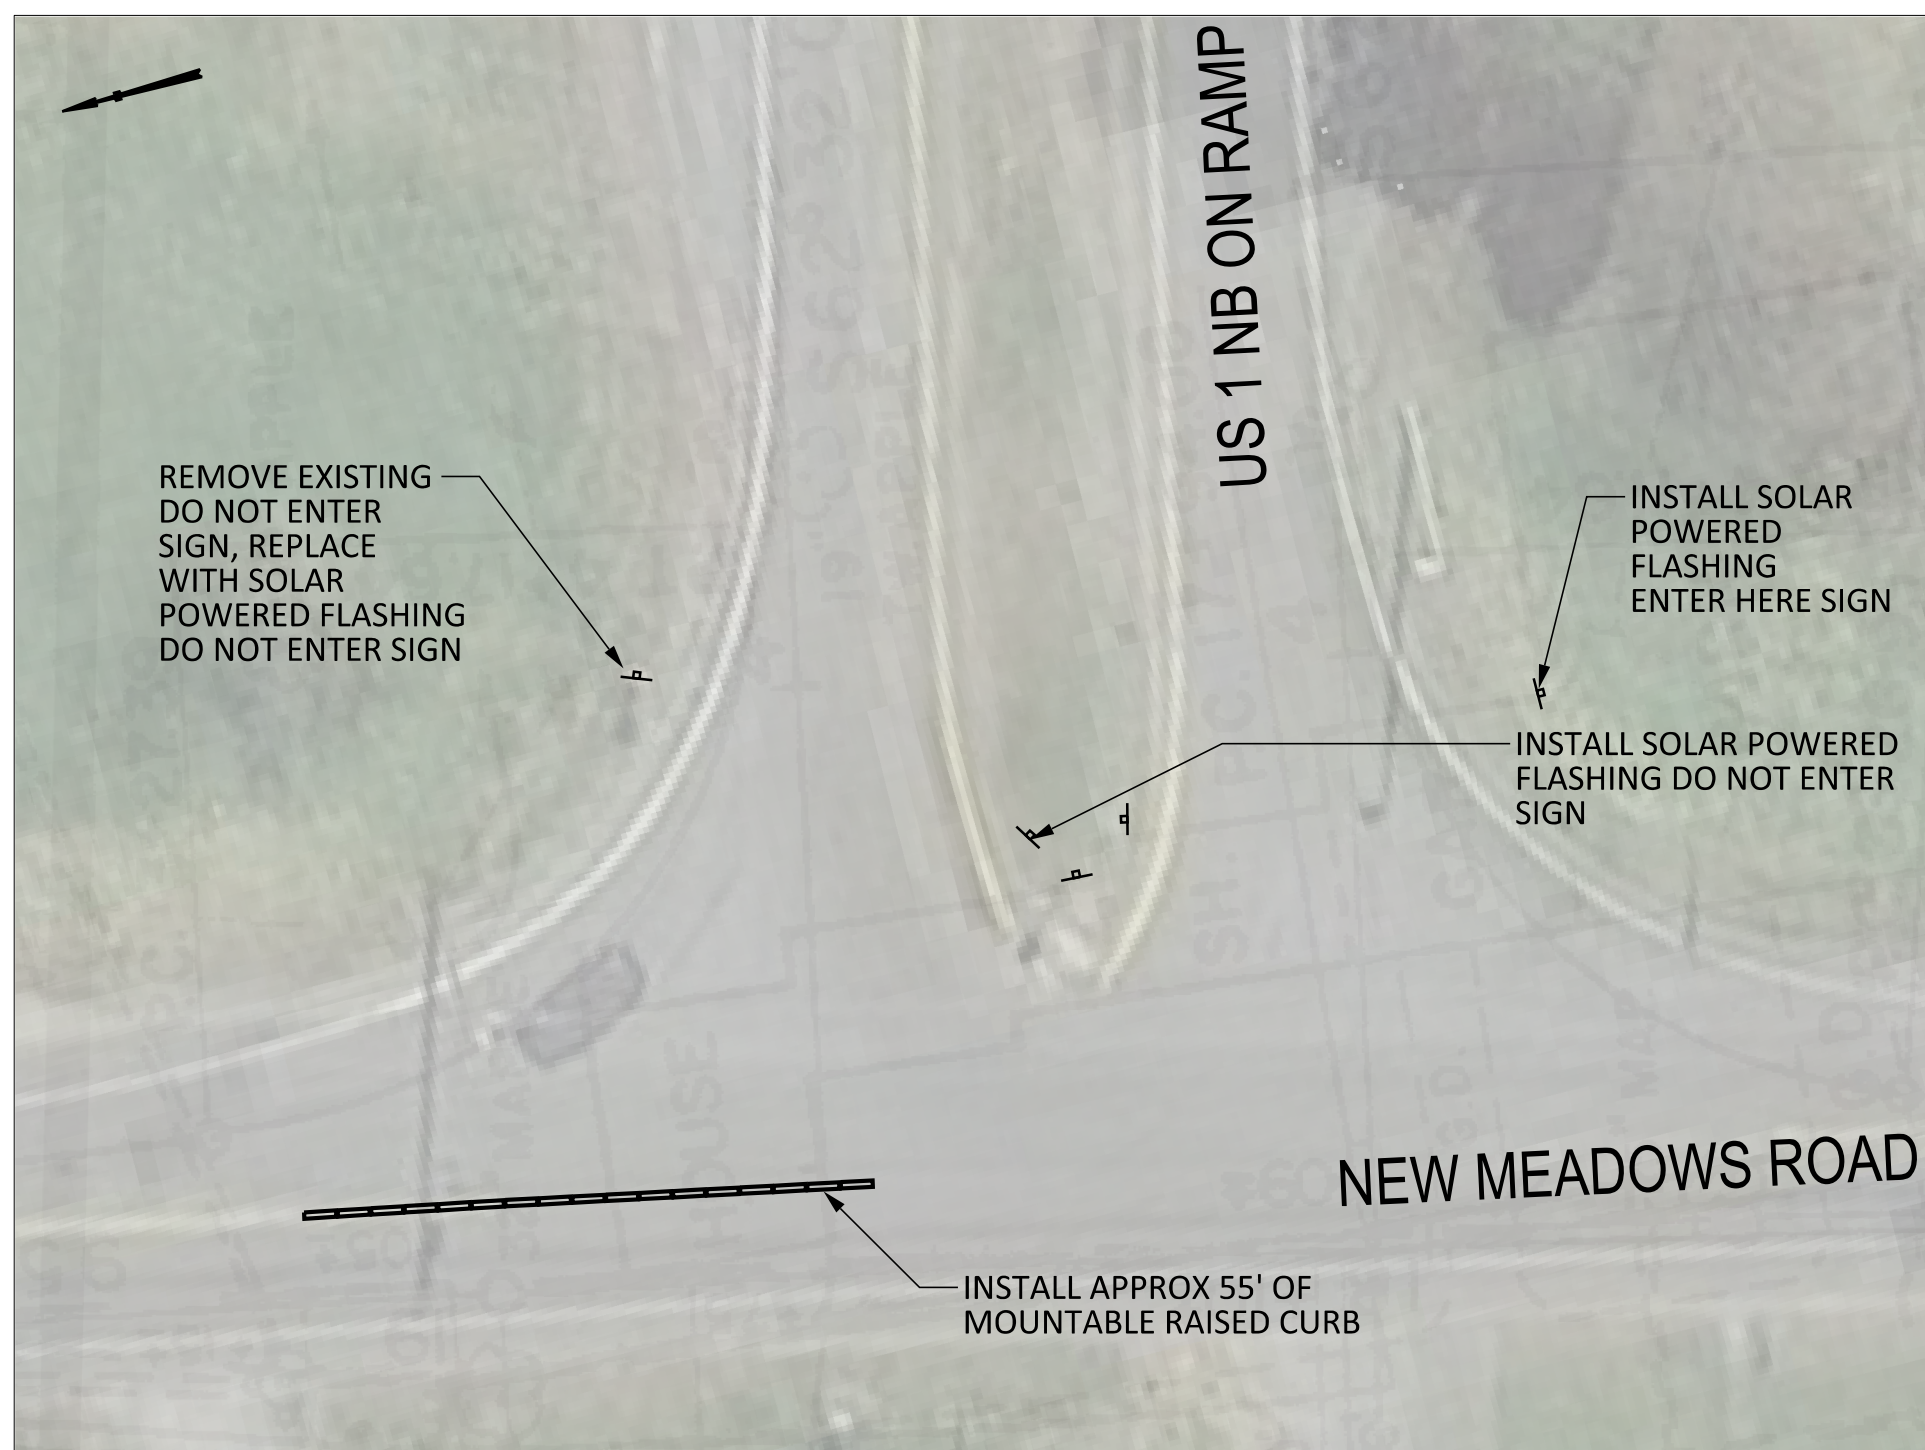 US 1 NB ON RAMP
REMOVE EXISTING
DO NOT ENTER
SIGN, REPLACE
WITH SOLAR
POWERED FLASHING
DO NOT ENTER SIGN
INSTALL SOLAR
POWERED
FLASHING
ENTER HERE SIGN
INSTALL SOLAR POWERED
FLASHING DO NOT ENTER
SIGN
NEW MEADOWS ROAD
INSTALL APPROX 55' OF
MOUNTABLE RAISED CURB